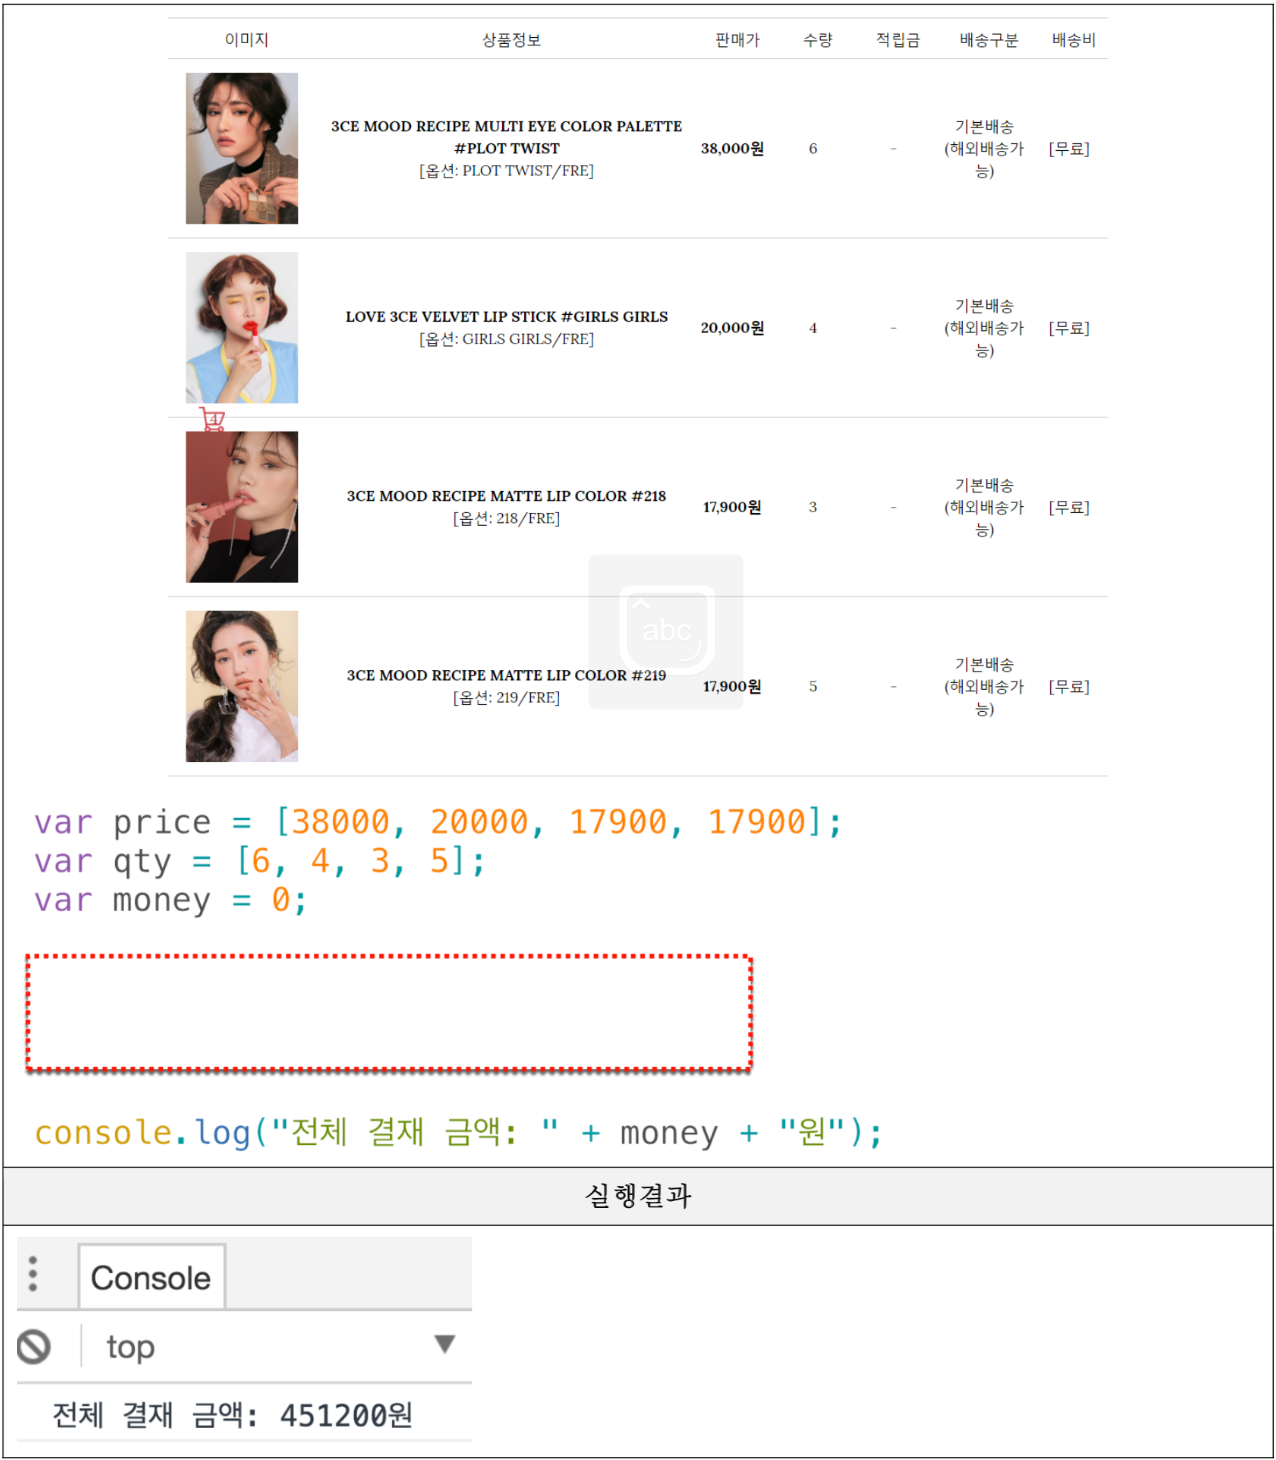 이미지 상품정보 판매가 수량 적립금 배송구분 배송비
3CE MOOD RECIPE MULTI EYE COLOR PALETTE
#PLOT TWIST
[옵션: PLOT TWIST/FRE]
38,000원
6
-
기본배송
(해외배송가
능)
[무료]
LOVE 3CE VELVET LIP STICK #GIRLS GIRLS
[옵션: GIRLS GIRLS/FRE]
20,000원
4
-
기본배송
(해외배송가
능)
[무료]
4
3CE MOOD RECIPE MATTE LIP COLOR #218
[옵션: 218/FRE]
17,900원
3
-
기본배송
(해외배송가
능)
[무료]
abc
3CE MOOD RECIPE MATTE LIP COLOR #219
[옵션: 219/FRE]
17,900원
5
-
기본배송
(해외배송가
능)
[무료]
var price = [38000, 20000, 17900, 17900];
var qty = [6, 4, 3, 5];
var money = 0;
console.log("전체 결재 금액: " + money + "원");
실행결과
Console
top
전체 결재 금액: 451200원